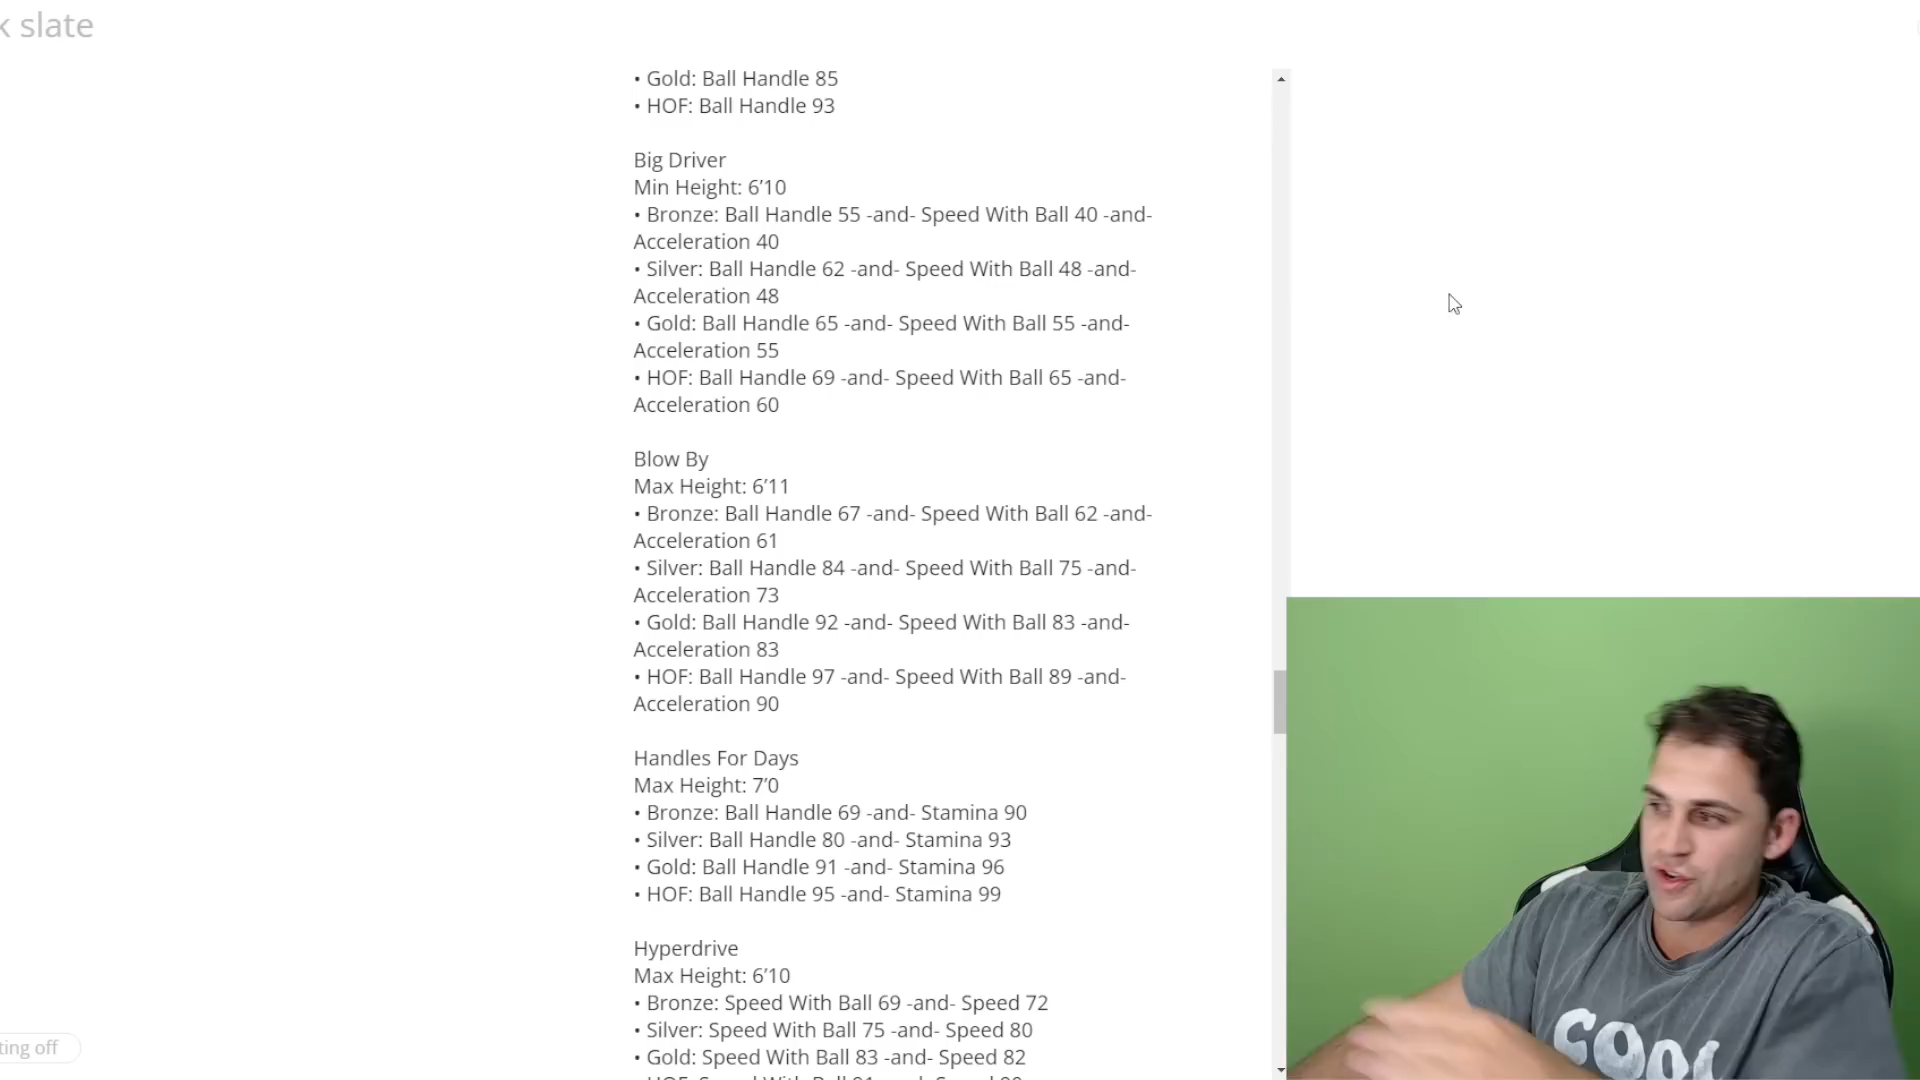 k slate
• Gold: Ball Handle 85
• HOF: Ball Handle 93
Big Driver
Min Height: 6’10
• Bronze: Ball Handle 55 -and- Speed With Ball 40 -and-
Acceleration 40
• Silver: Ball Handle 62 -and- Speed With Ball 48 -and-
Acceleration 48
• Gold: Ball Handle 65 -and- Speed With Ball 55 -and-
Acceleration 55
• HOF: Ball Handle 69 -and- Speed With Ball 65 -and-
Acceleration 60
Blow By
Max Height: 6’11
• Bronze: Ball Handle 67 -and- Speed With Ball 62 -and-
Acceleration 61
• Silver: Ball Handle 84 -and- Speed With Ball 75 -and-
Acceleration 73
• Gold: Ball Handle 92 -and- Speed With Ball 83 -and-
Acceleration 83
• HOF: Ball Handle 97 -and- Speed With Ball 89 -and-
Acceleration 90
Handles For Days
Max Height: 7’0
• Bronze: Ball Handle 69 -and- Stamina 90
• Silver: Ball Handle 80 -and- Stamina 93
• Gold: Ball Handle 91 -and- Stamina 96
• HOF: Ball Handle 95 -and- Stamina 99
Hyperdrive
Max Height: 6’10
• Bronze: Speed With Ball 69 -and- Speed 72
• Silver: Speed With Ball 75 -and- Speed 80
• Gold: Speed With Ball 83 -and- Speed 82
ting off
COOL